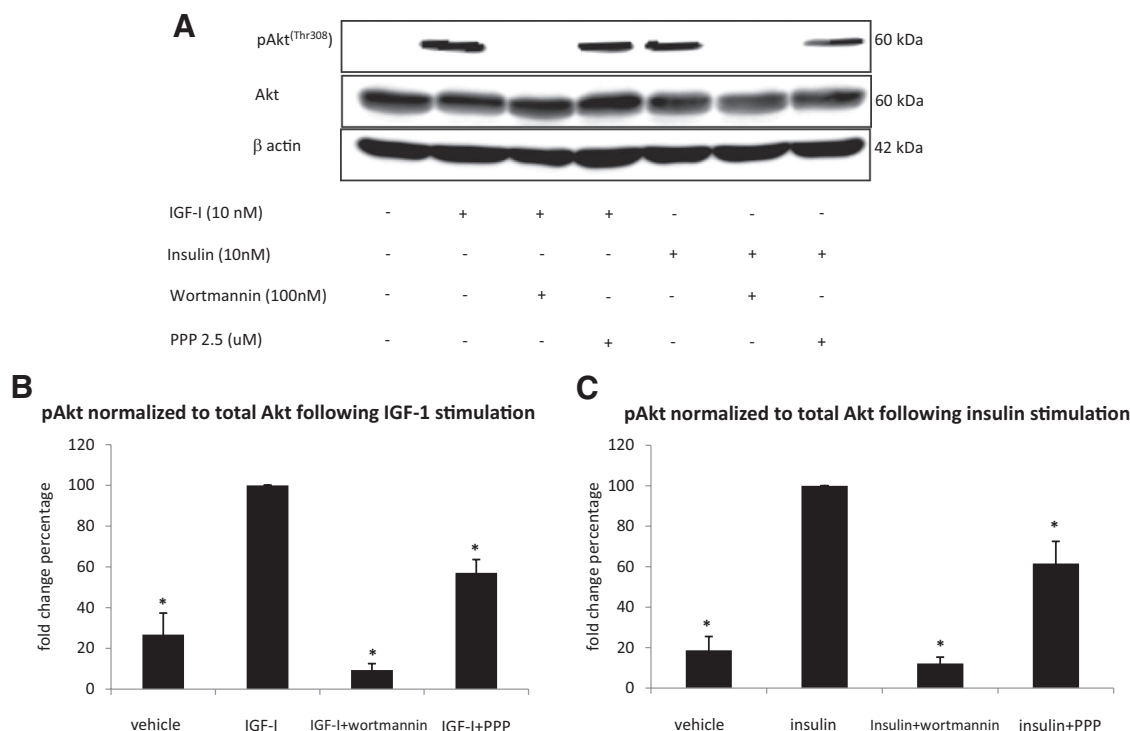 A
pAkt(Thr308) 60 kDa
Akt 60 kDa
β actin 42 kDa
IGF-I (10 nM) - + + + - - -
Insulin (10nM) - - - - + + +
Wortmannin (100nM) - - + - - + -
PPP 2.5 (uM) - - - + - - +
B
pAkt normalized to total Akt following IGF-1 stimulation
fold change percentage
120
100
80
60
40
20
0
* * *
vehicle IGF-I IGF-I+wortmannin IGF-I+PPP
C
pAkt normalized to total Akt following insulin stimulation
fold change percentage
120
100
80
60
40
20
0
* * *
vehicle insulin Insulin+wortmannin insulin+PPP